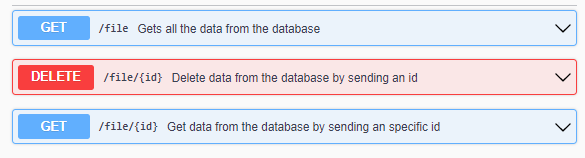 GET /file Gets all the data from the database
DELETE /file/{id} Delete data from the database by sending an id
GET /file/{id} Get data from the database by sending an specific id